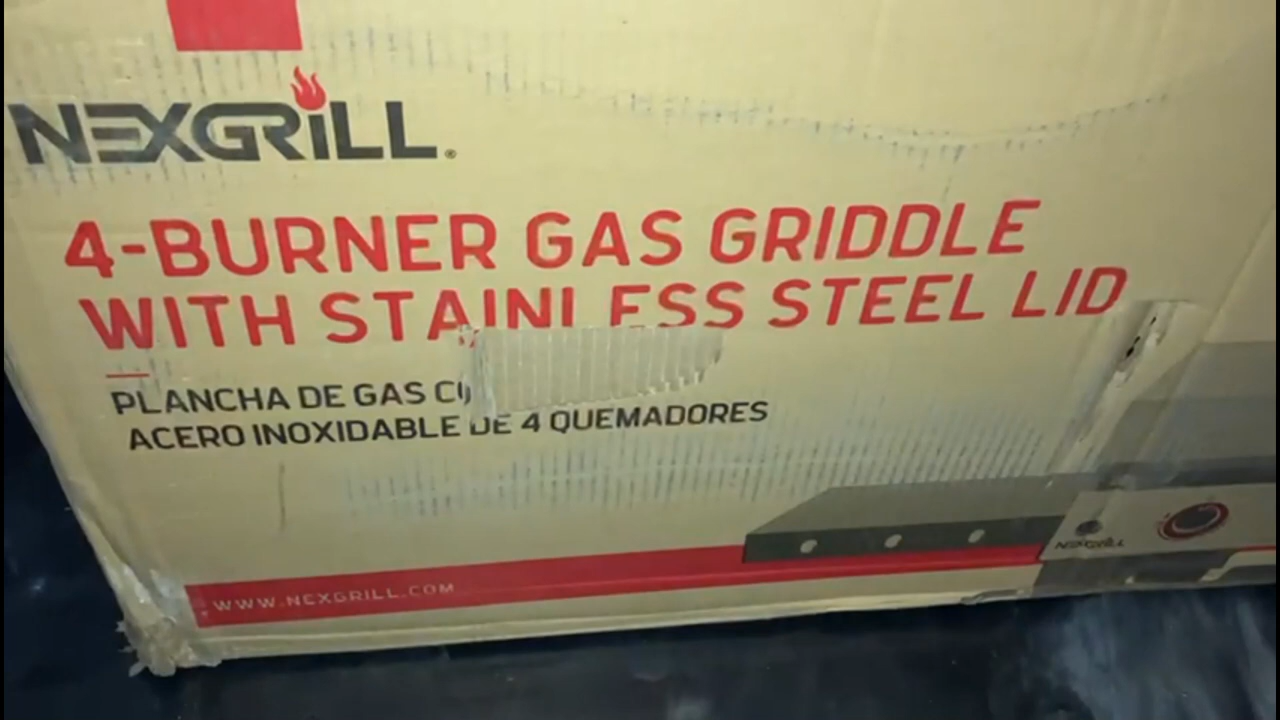 NEXGRILL.
4-BURNER GAS GRIDDLE
WITH STAINLESS STEEL LID
PLANCHA DE GAS
ACERO INOXIDABLE DE 4 QUEMADORES
WWW.NEXGRILL.COM
NEXGRILL